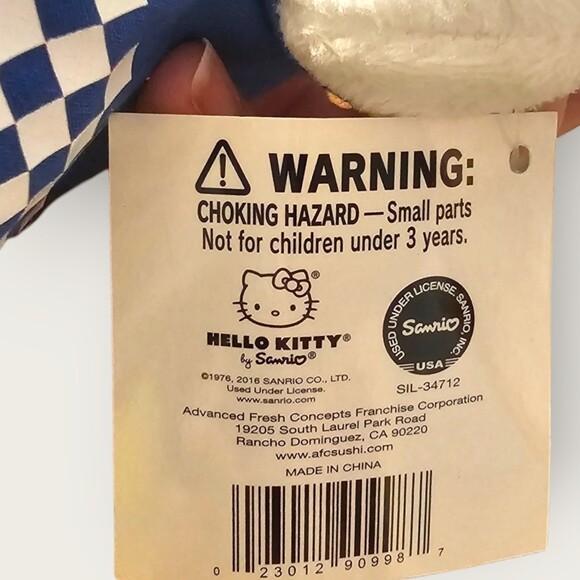 WARNING:
CHOKING HAZARD — Small parts
Not for children under 3 years.
®
HELLO KITTY®
by Sanrio®
USED UNDER LICENSE SANRIO, INC.
Sanrio
USA
©1976, 2016 SANRIO CO., LTD.
Used Under License.
www.sanrio.com
SIL-34712
Advanced Fresh Concepts Franchise Corporation
19205 South Laurel Park Road
Rancho Dominguez, CA 90220
www.afcsushi.com
MADE IN CHINA
0 23012 90998 7